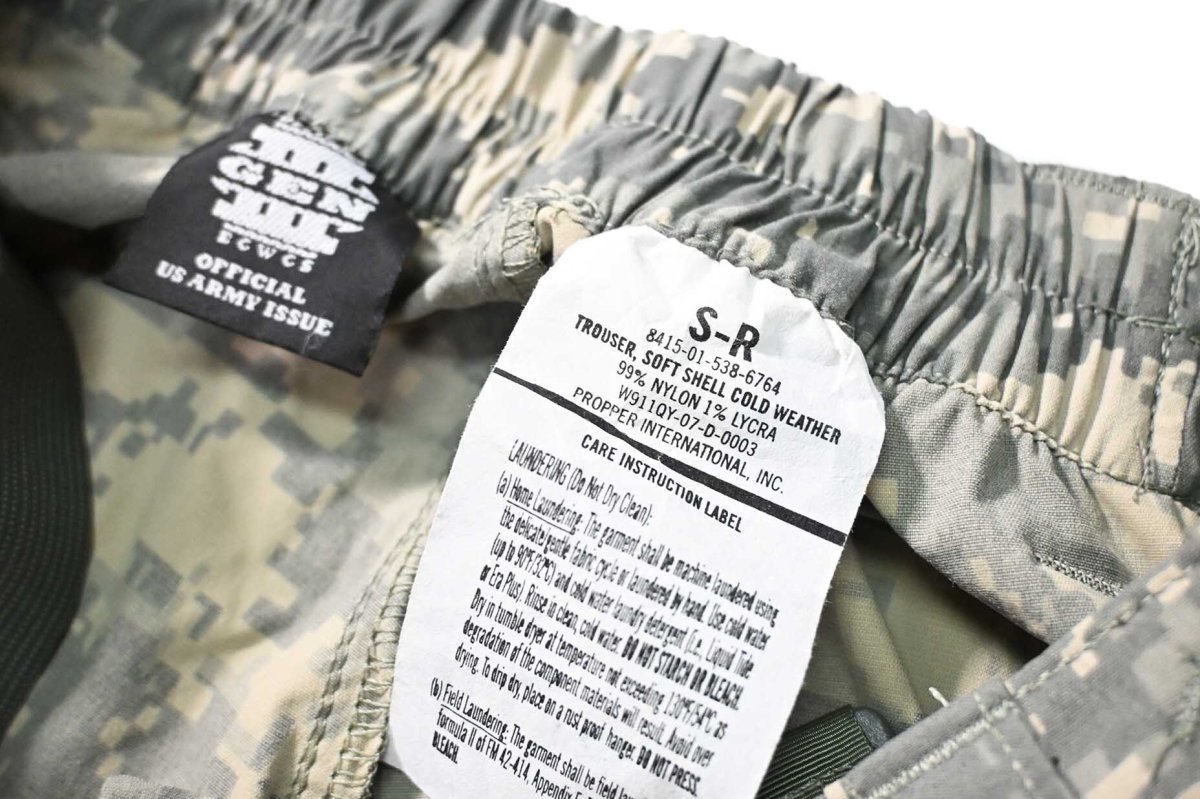 GEN
III
ECWCS
OFFICIAL
US ARMY ISSUE
S-R
8415-01-538-6764
TROUSER, SOFT SHELL COLD WEATHER
99% NYLON 1% LYCRA
W911QY-07-D-0003
PROPPER INTERNATIONAL, INC.
CARE INSTRUCTION LABEL
LAUNDERING (Do Not Dry Clean):
(a) Home Laundering: The garment shall be machine laundered using
the delicate/gentle fabric cycle or laundered by hand. Use cold water
(up to 90°F/32°C) and cold water laundry detergent (i.e. Liquid Tide
or Era Plus). Rinse in clean, cold water. DO NOT STARCH OR BLEACH.
Dry in tumble dryer at temperature not exceeding 130°F/54°C as
degradation of the component materials will result. Avoid over
drying. To drip dry, place on a rust proof hanger. DO NOT PRESS.
(b) Field Laundering: The garment shall be field laun
formula II of FM 42-414, Appendix E.
BLEACH.